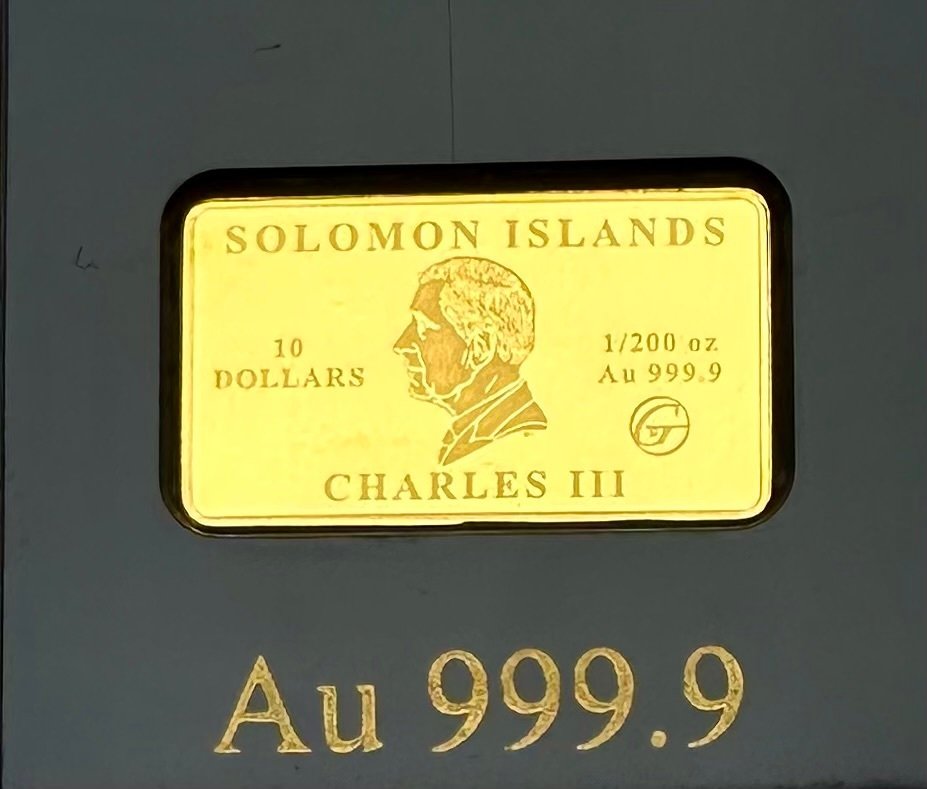 SOLOMON ISLANDS
10
DOLLARS
1/200 oz
Au 999.9
CHARLES III
Au 999.9